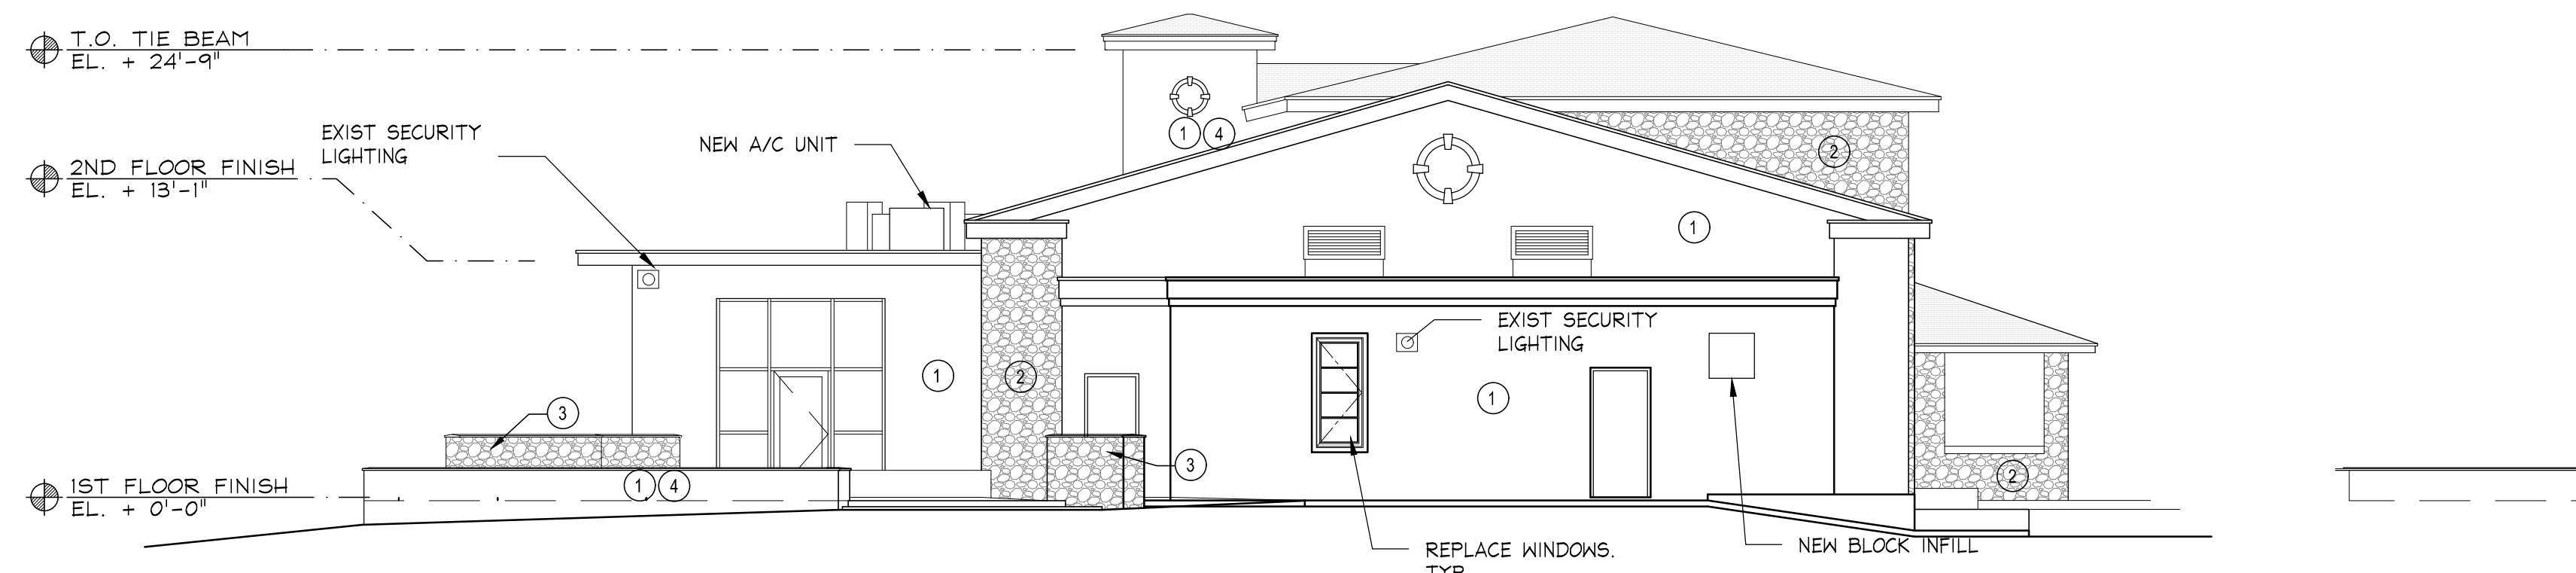 T.O. TIE BEAM
EL. + 24'-9"
EXIST SECURITY
LIGHTING
NEW A/C UNIT
1 4
2
2ND FLOOR FINISH
EL. + 13'-1"
1
EXIST SECURITY
LIGHTING
1
2
1
3
3
1 4
2
1ST FLOOR FINISH
EL. + 0'-0"
REPLACE WINDOWS.
TYP
NEW BLOCK INFILL